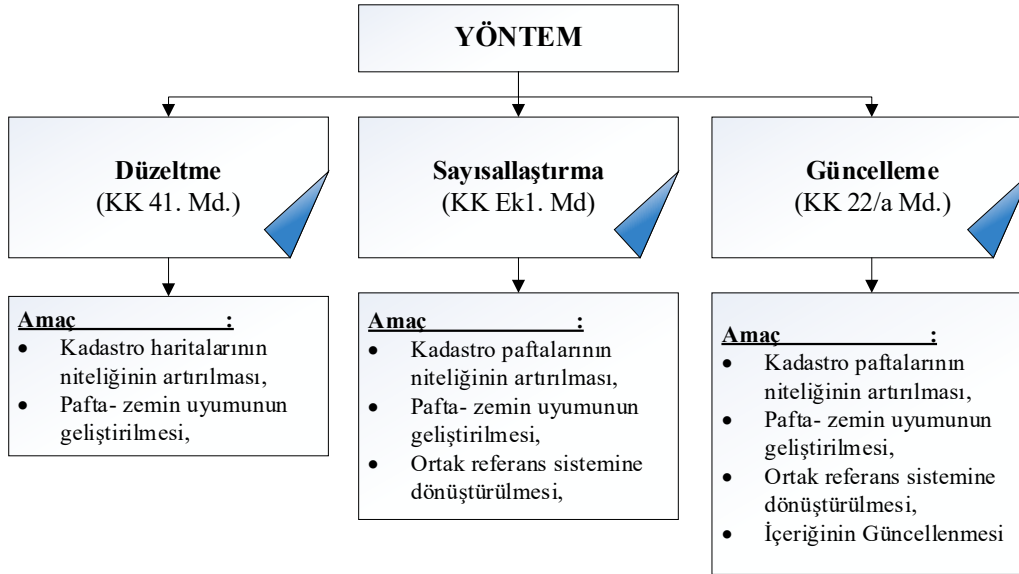 YÖNTEM
Düzeltme
(KK 41. Md.)
Amaç :
• Kadastro haritalarının
niteliğinin artırılması,
• Pafta- zemin uyumunun
geliştirilmesi,
Sayısallaştırma
(KK Ek1. Md)
Amaç :
• Kadastro paftalarının
niteliğinin artırılması,
• Pafta- zemin uyumunun
geliştirilmesi,
• Ortak referans sistemine
dönüştürülmesi,
Güncelleme
(KK 22/a Md.)
Amaç :
• Kadastro paftalarının
niteliğinin artırılması,
• Pafta- zemin uyumunun
geliştirilmesi,
• Ortak referans sistemine
dönüştürülmesi,
• İçeriğinin Güncellenmesi